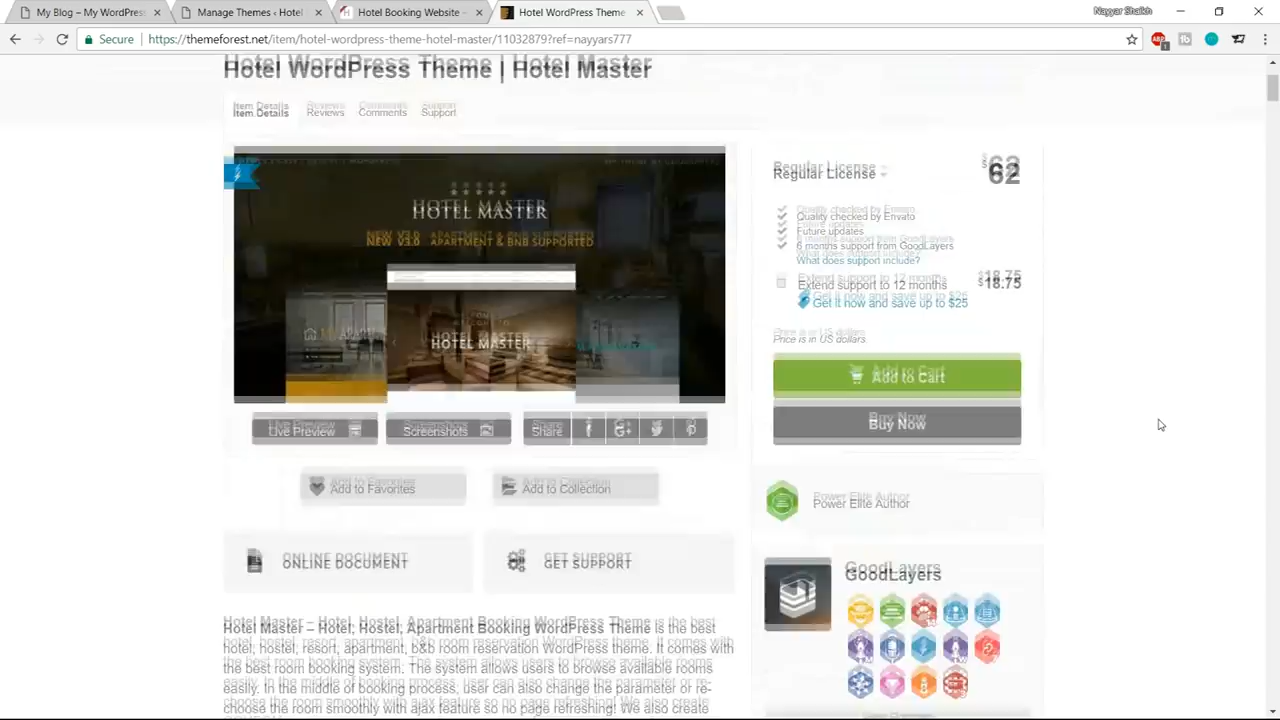 My Blog – My WordPress
Manage Themes ‹ Hotel
Hotel Booking Website –
Hotel WordPress Theme
Nayyar Shaikh
Secure
https://themeforest.net/item/hotel-wordpress-theme-hotel-master/11032879?ref=nayyars777
Hotel WordPress Theme | Hotel Master
Item Details
Reviews
Comments
Support
HOTEL MASTER
NEW V3.0 APARTMENT & BNB SUPPORTED
HOTEL MASTER
Live Preview
Screenshots
Share
Add to Favorites
Add to Collection
ONLINE DOCUMENT
GET SUPPORT
Hotel Master – Hotel, Hostel, Apartment Booking WordPress Theme is the best
hotel, hostel, resort, apartment, b&b room reservation WordPress theme. It comes with
the best room booking system. The system allows users to browse available rooms
easily. In the middle of booking process, user can also change the parameter or re-
choose the room smoothly with ajax feature so no page refreshing! We also create
Regular License
$62
Quality checked by Envato
Future updates
6 months support from GoodLayers
What does support include?
Extend support to 12 months
$18.75
Get it now and save up to $25
Price is in US dollars
Add to Cart
Buy Now
Power Elite Author
GoodLayers